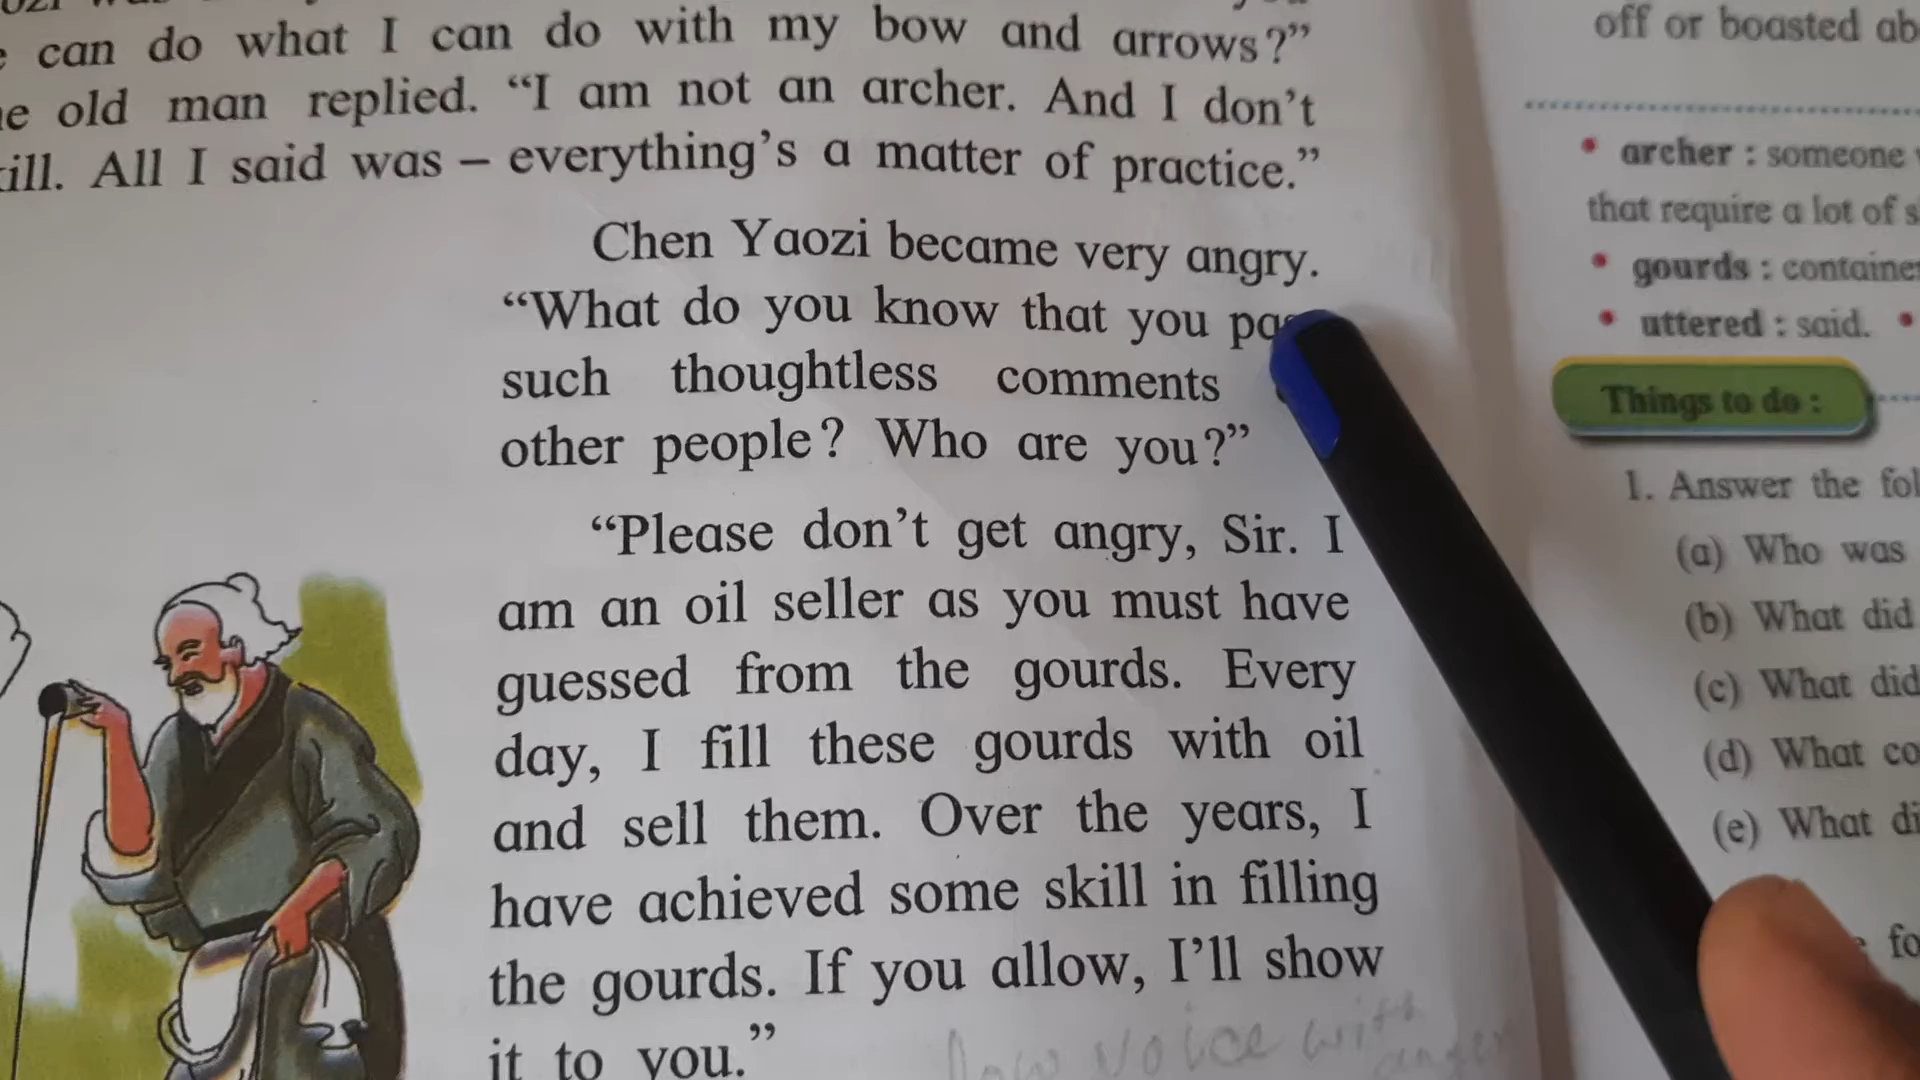 can do what I can do with my bow and arrows?”
old man replied. “I am not an archer. And I don’t
All I said was – everything’s a matter of practice.”
Chen Yaozi became very angry.
“What do you know that you
such thoughtless comments
other people? Who are you?”
“Please don’t get angry, Sir. I
am an oil seller as you must have
guessed from the gourds. Every
day, I fill these gourds with oil
and sell them. Over the years, I
have achieved some skill in filling
the gourds. If you allow, I’ll show
it to you.”
voice with
off or boasted
• archer : someone
that require a lot of
• gourds :
• uttered : said. •
Things to do :
1. Answer the
(a) Who was
(b) What did
(c) What did
(d) What
(e) What